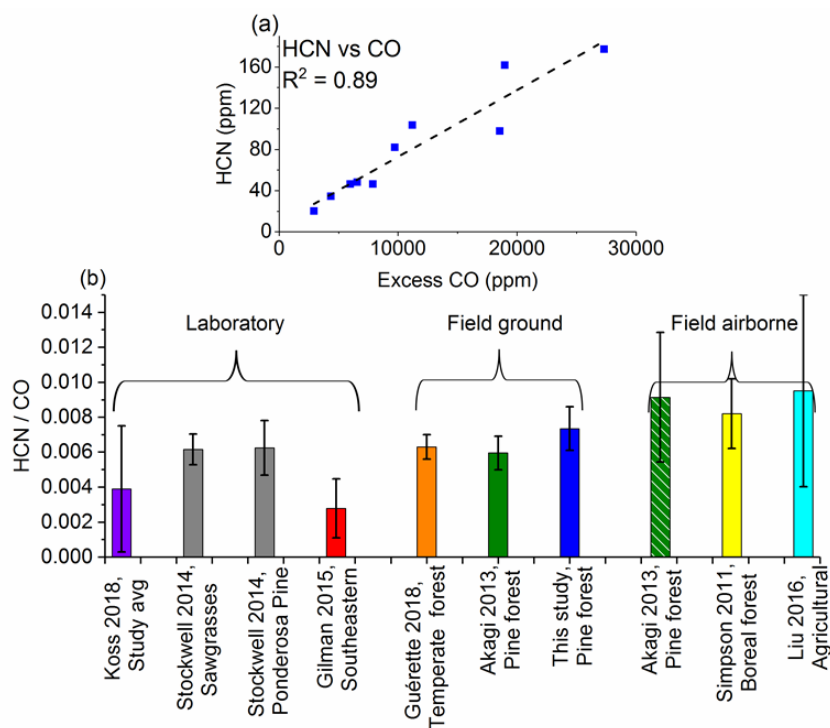 (a)
HCN vs CO
R² = 0.89
160
120
80
40
0
HCN (ppm)
0 10000 20000 30000
Excess CO (ppm)
(b)
0.014
0.012
0.010
0.008
0.006
0.004
0.002
0.000
HCN / CO
Laboratory
Field ground
Field airborne
Koss 2018,
Study avg
Stockwell 2014,
Sawgrasses
Stockwell 2014,
Ponderosa Pine
Gilman 2015,
Southeastern
Guérette 2018,
Temperate forest
Akagi 2013,
Pine forest
This study,
Pine forest
Akagi 2013,
Pine forest
Simpson 2011,
Boreal forest
Liu 2016,
Agricultural